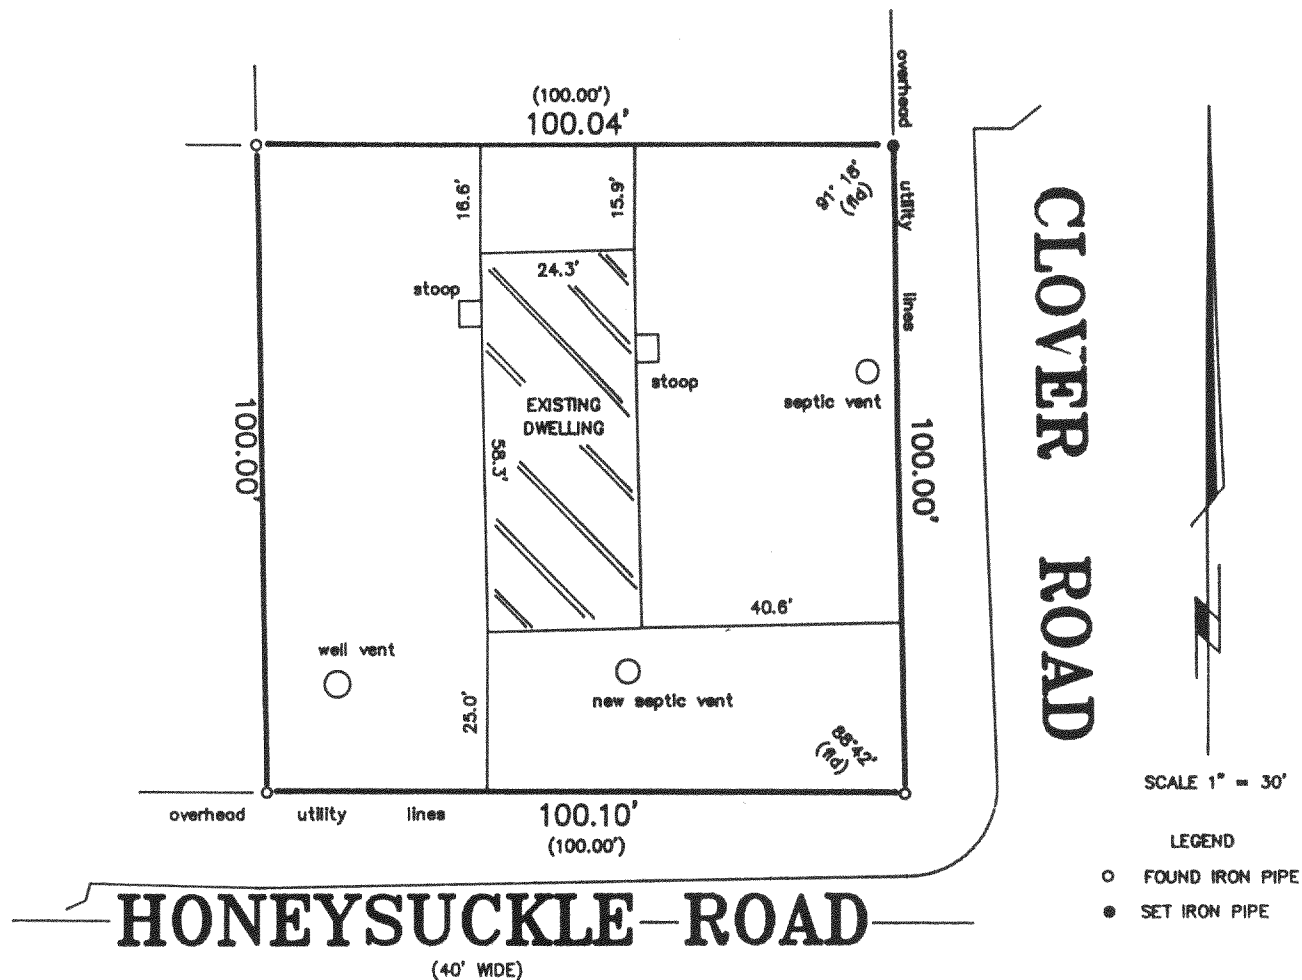 (100.00')
100.04'
overhead
utility
lines
91° 18'
(fld)
16.6'
15.9'
24.3'
stoop
stoop
septic vent
EXISTING
DWELLING
58.3'
100.00'
100.00'
CLOVER ROAD
40.6'
well vent
new septic vent
25.0'
88°42'
(fld)
SCALE 1" = 30'
overhead utility lines
100.10'
(100.00')
LEGEND
FOUND IRON PIPE
SET IRON PIPE
HONEYSUCKLE ROAD
(40' WIDE)